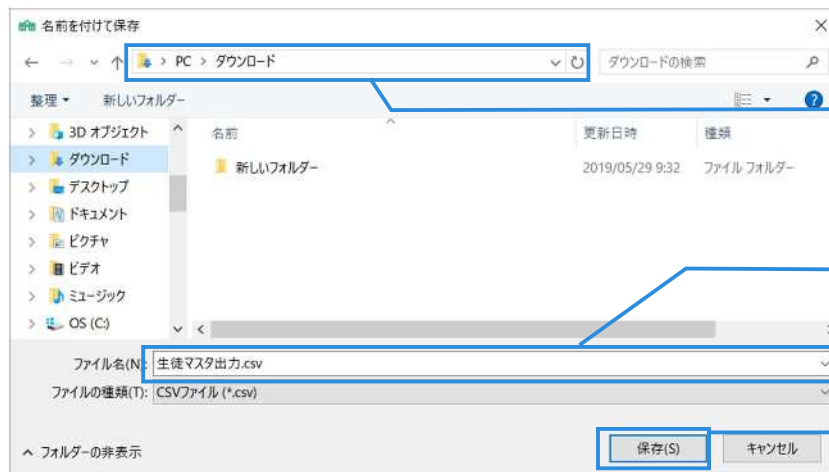 名前を付けて保存
PC > ダウンロード
ダウンロードの検索
整理
新しいフォルダー
3D オブジェクト
ダウンロード
デスクトップ
ドキュメント
ピクチャ
ビデオ
ミュージック
OS (C:)
名前 更新日時 種類
新しいフォルダー 2019/05/29 9:32 ファイル フォルダー
ファイル名(N): 生徒マスタ出力.csv
ファイルの種類(T): CSVファイル (*.csv)
フォルダーの非表示
保存(S) キャンセル